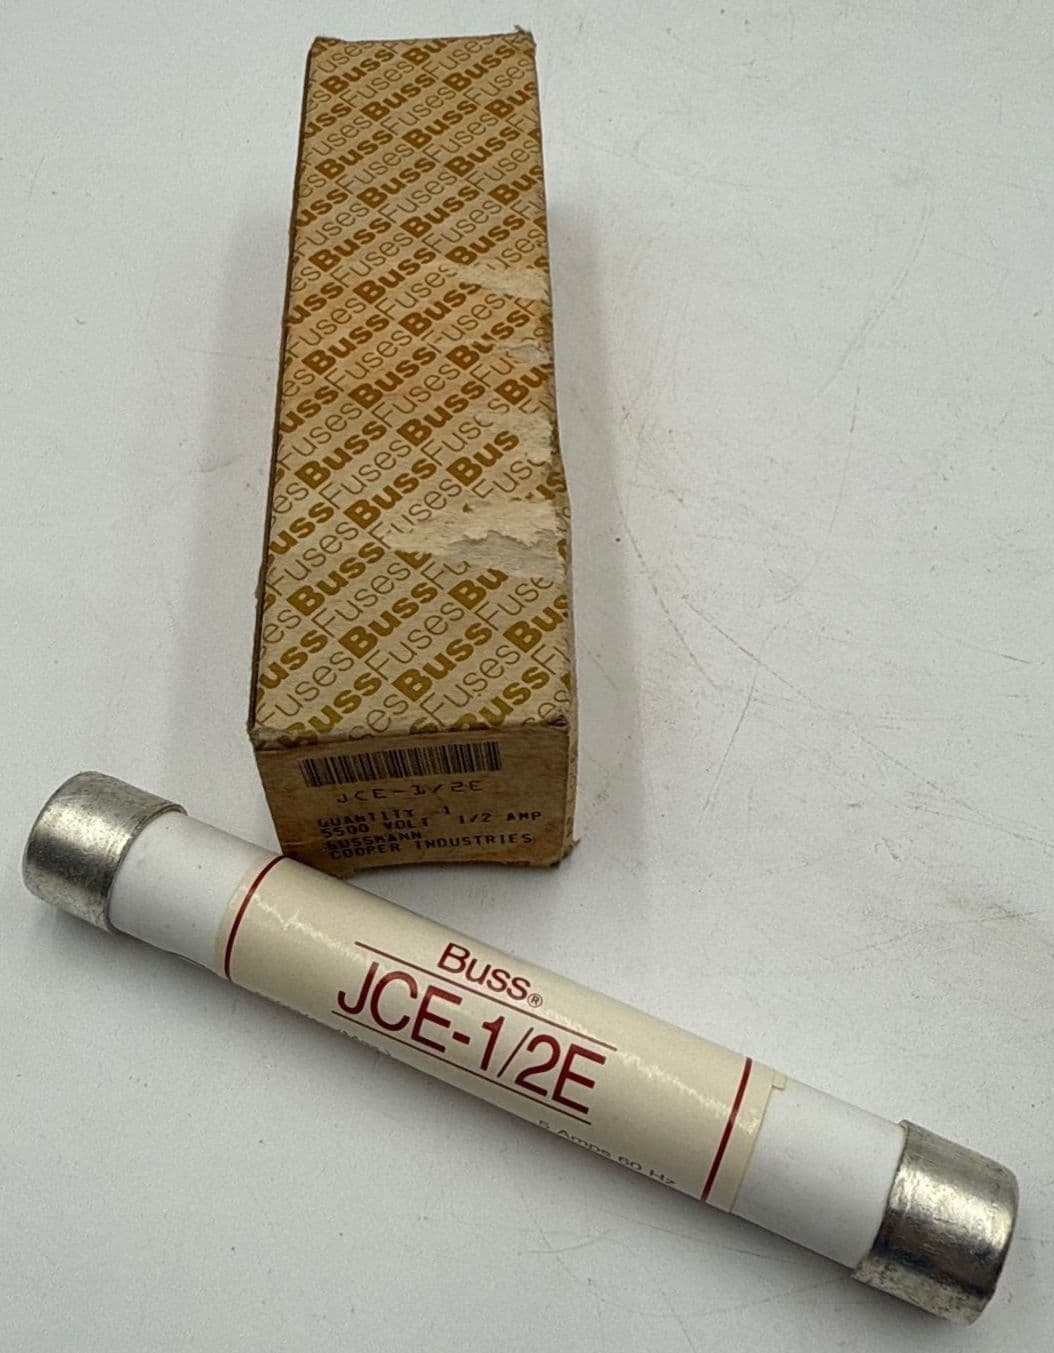 BussFusesBussFusesBuss
JCE-1/2E
QUANTITY 1
5500 VOLT 1/2 AMP
BUSSMANN
COOPER INDUSTRIES
Buss®
JCE-1/2E
5 Amps 60 Hz